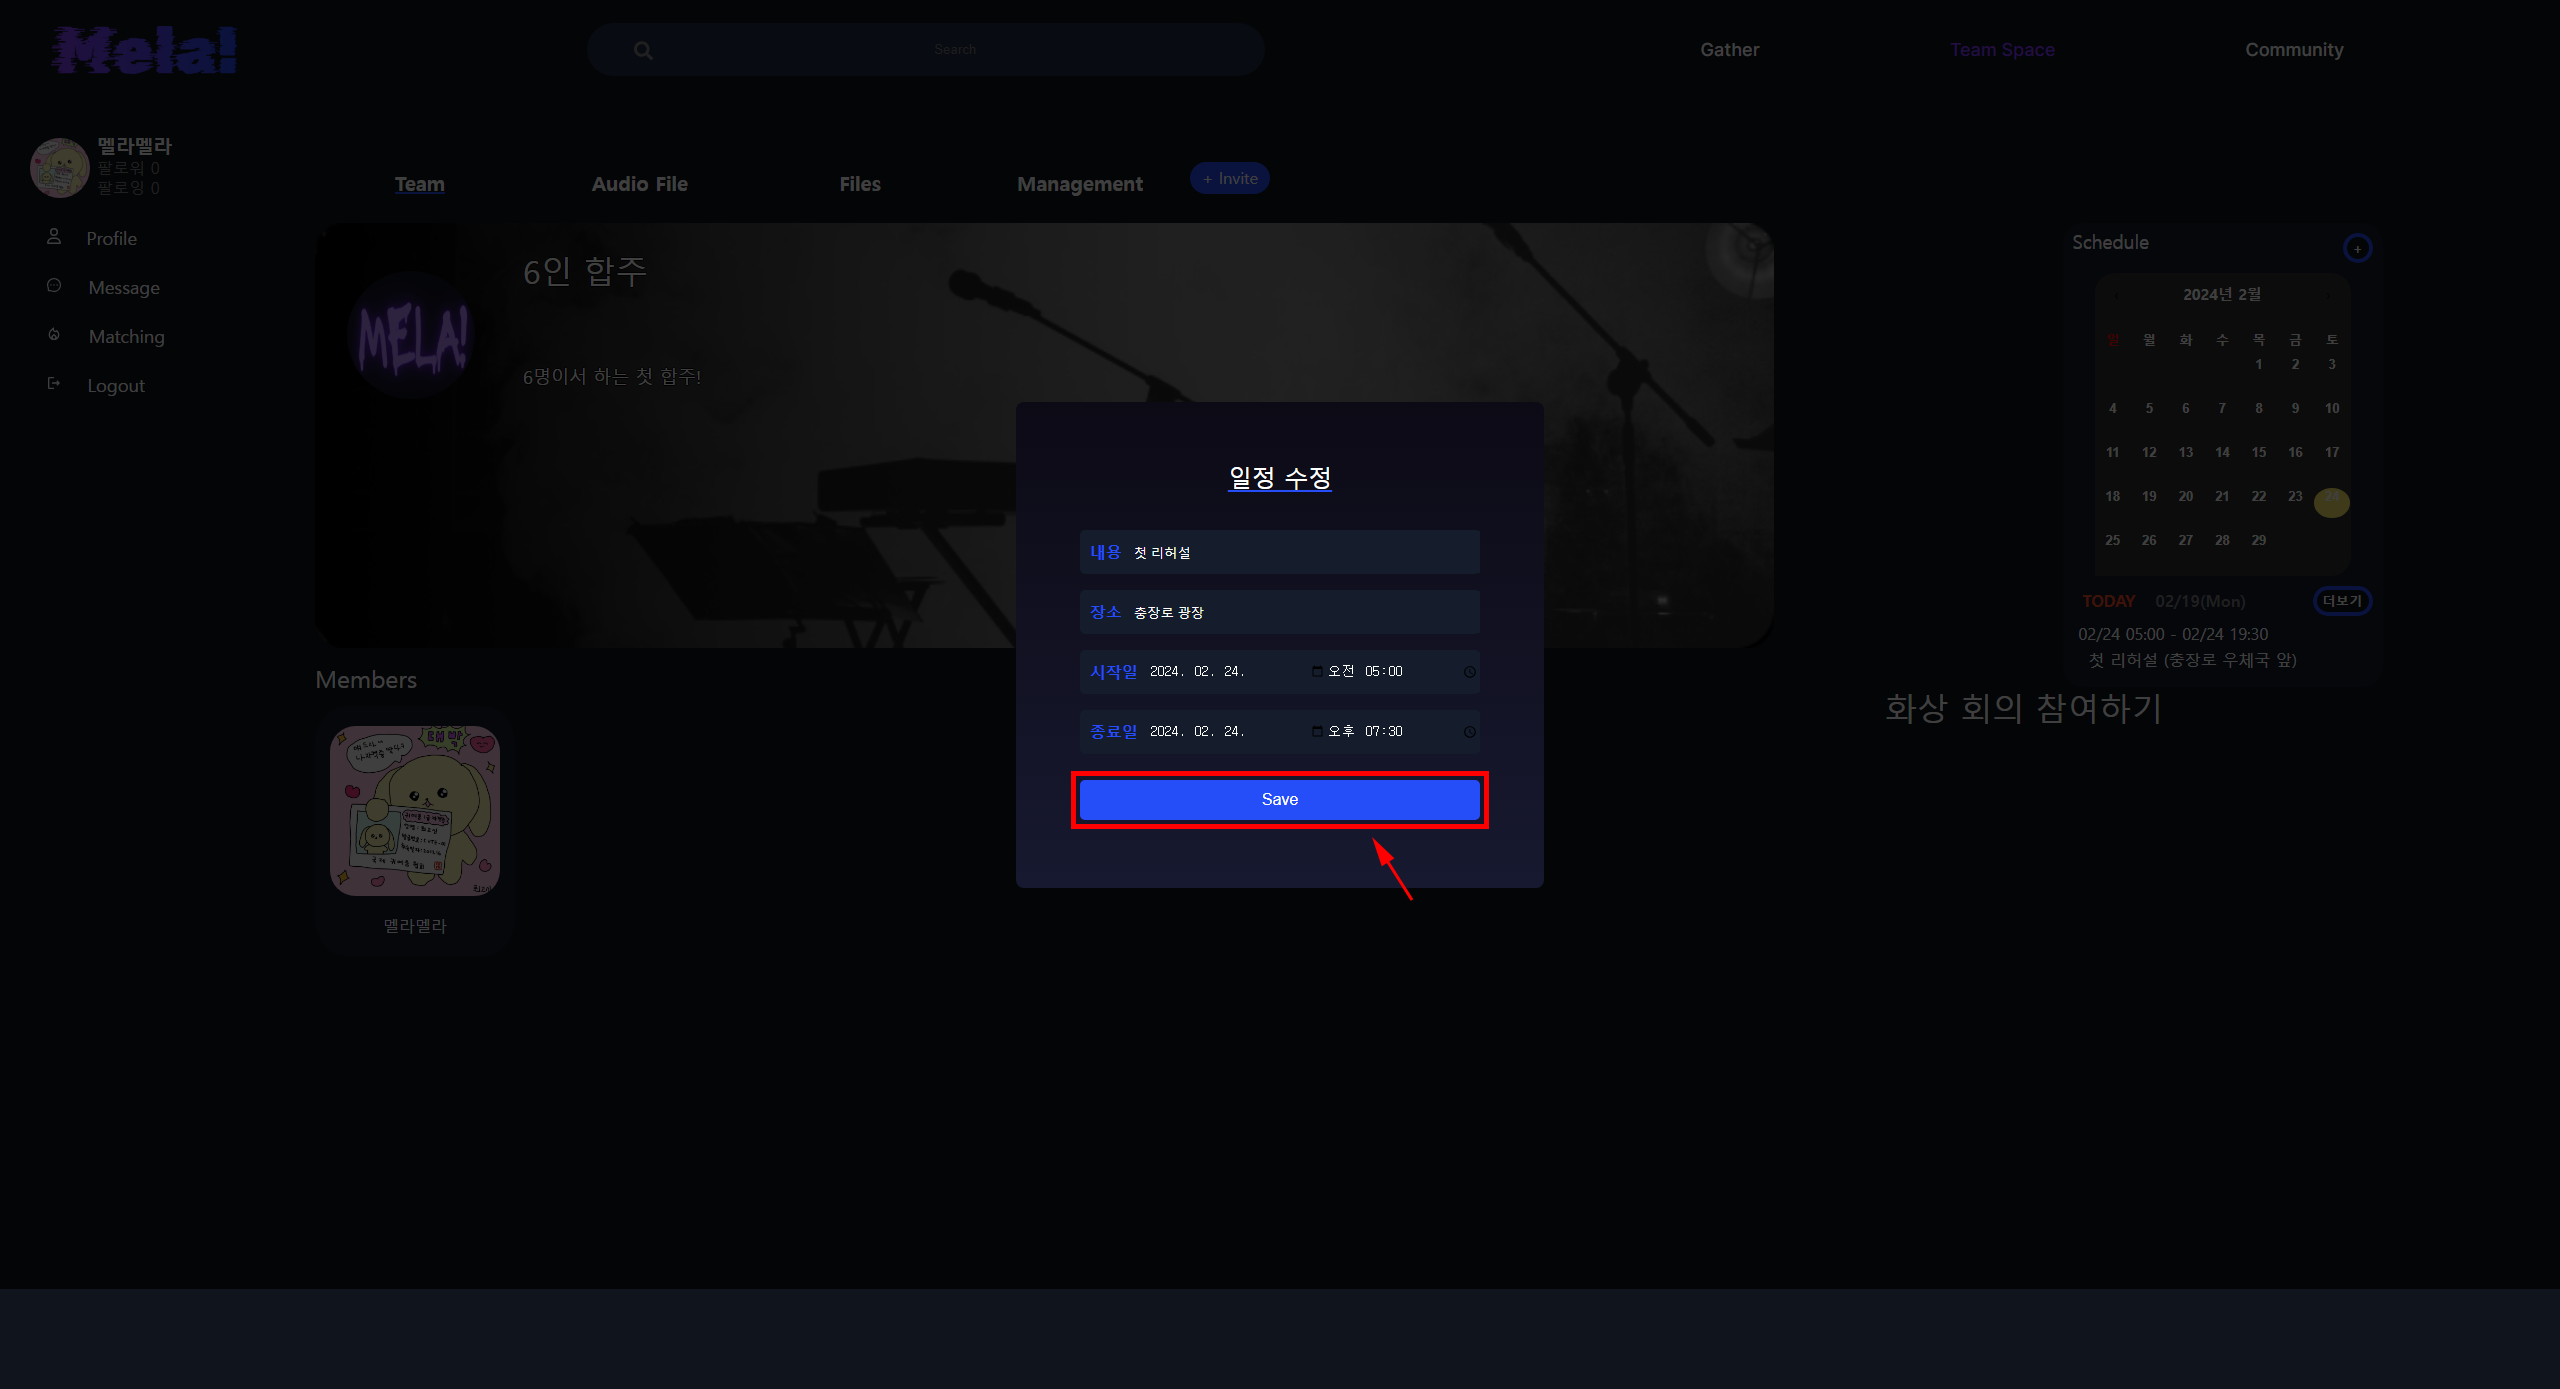 Mela!
Search
Gather
Team Space
Community
멜라멜라
팔로워 0
팔로잉 0
Profile
Message
Matching
Logout
Team
Audio File
Files
Management
+ Invite
MELA!
6인 합주
6명이서 하는 첫 합주!
Schedule
+
2024년 2월
일 월 화 수 목 금 토
1 2 3
4 5 6 7 8 9 10
11 12 13 14 15 16 17
18 19 20 21 22 23 24
25 26 27 28 29
TODAY 02/19(Mon) 더보기
02/24 05:00 - 02/24 19:30
첫 리허설 (충장로 우체국 앞)
화상 회의 참여하기
일정 수정
내용 첫 리허설
장소 충장로 광장
시작일 2024. 02. 24. 오전 05:00
종료일 2024. 02. 24. 오후 07:30
Save
Members
멜라멜라